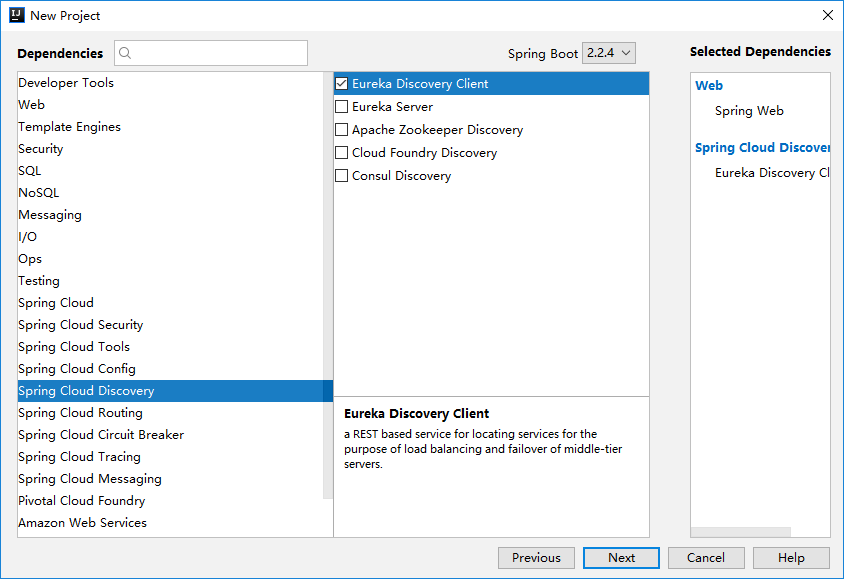 New Project
Dependencies
Spring Boot 2.2.4
Selected Dependencies
Developer Tools
Web
Template Engines
Security
SQL
NoSQL
Messaging
I/O
Ops
Testing
Spring Cloud
Spring Cloud Security
Spring Cloud Tools
Spring Cloud Config
Spring Cloud Discovery
Spring Cloud Routing
Spring Cloud Circuit Breaker
Spring Cloud Tracing
Spring Cloud Messaging
Pivotal Cloud Foundry
Amazon Web Services
Eureka Discovery Client
Eureka Server
Apache Zookeeper Discovery
Cloud Foundry Discovery
Consul Discovery
Eureka Discovery Client
a REST based service for locating services for the
purpose of load balancing and failover of middle-tier
servers.
Web
Spring Web
Spring Cloud Discover
Eureka Discovery Cl
Previous
Next
Cancel
Help